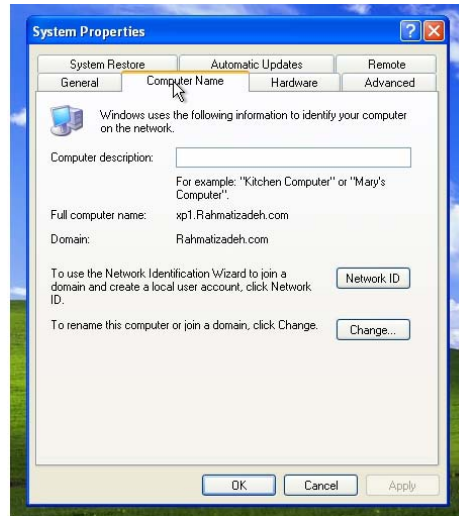 System Properties
System Restore Automatic Updates Remote
General Computer Name Hardware Advanced
Windows uses the following information to identify your computer
on the network.
Computer description:
For example: "Kitchen Computer" or "Mary's
Computer".
Full computer name: xp1.Rahmatizadeh.com
Domain: Rahmatizadeh.com
To use the Network Identification Wizard to join a
domain and create a local user account, click Network
ID.
Network ID
To rename this computer or join a domain, click Change.
Change...
OK Cancel Apply